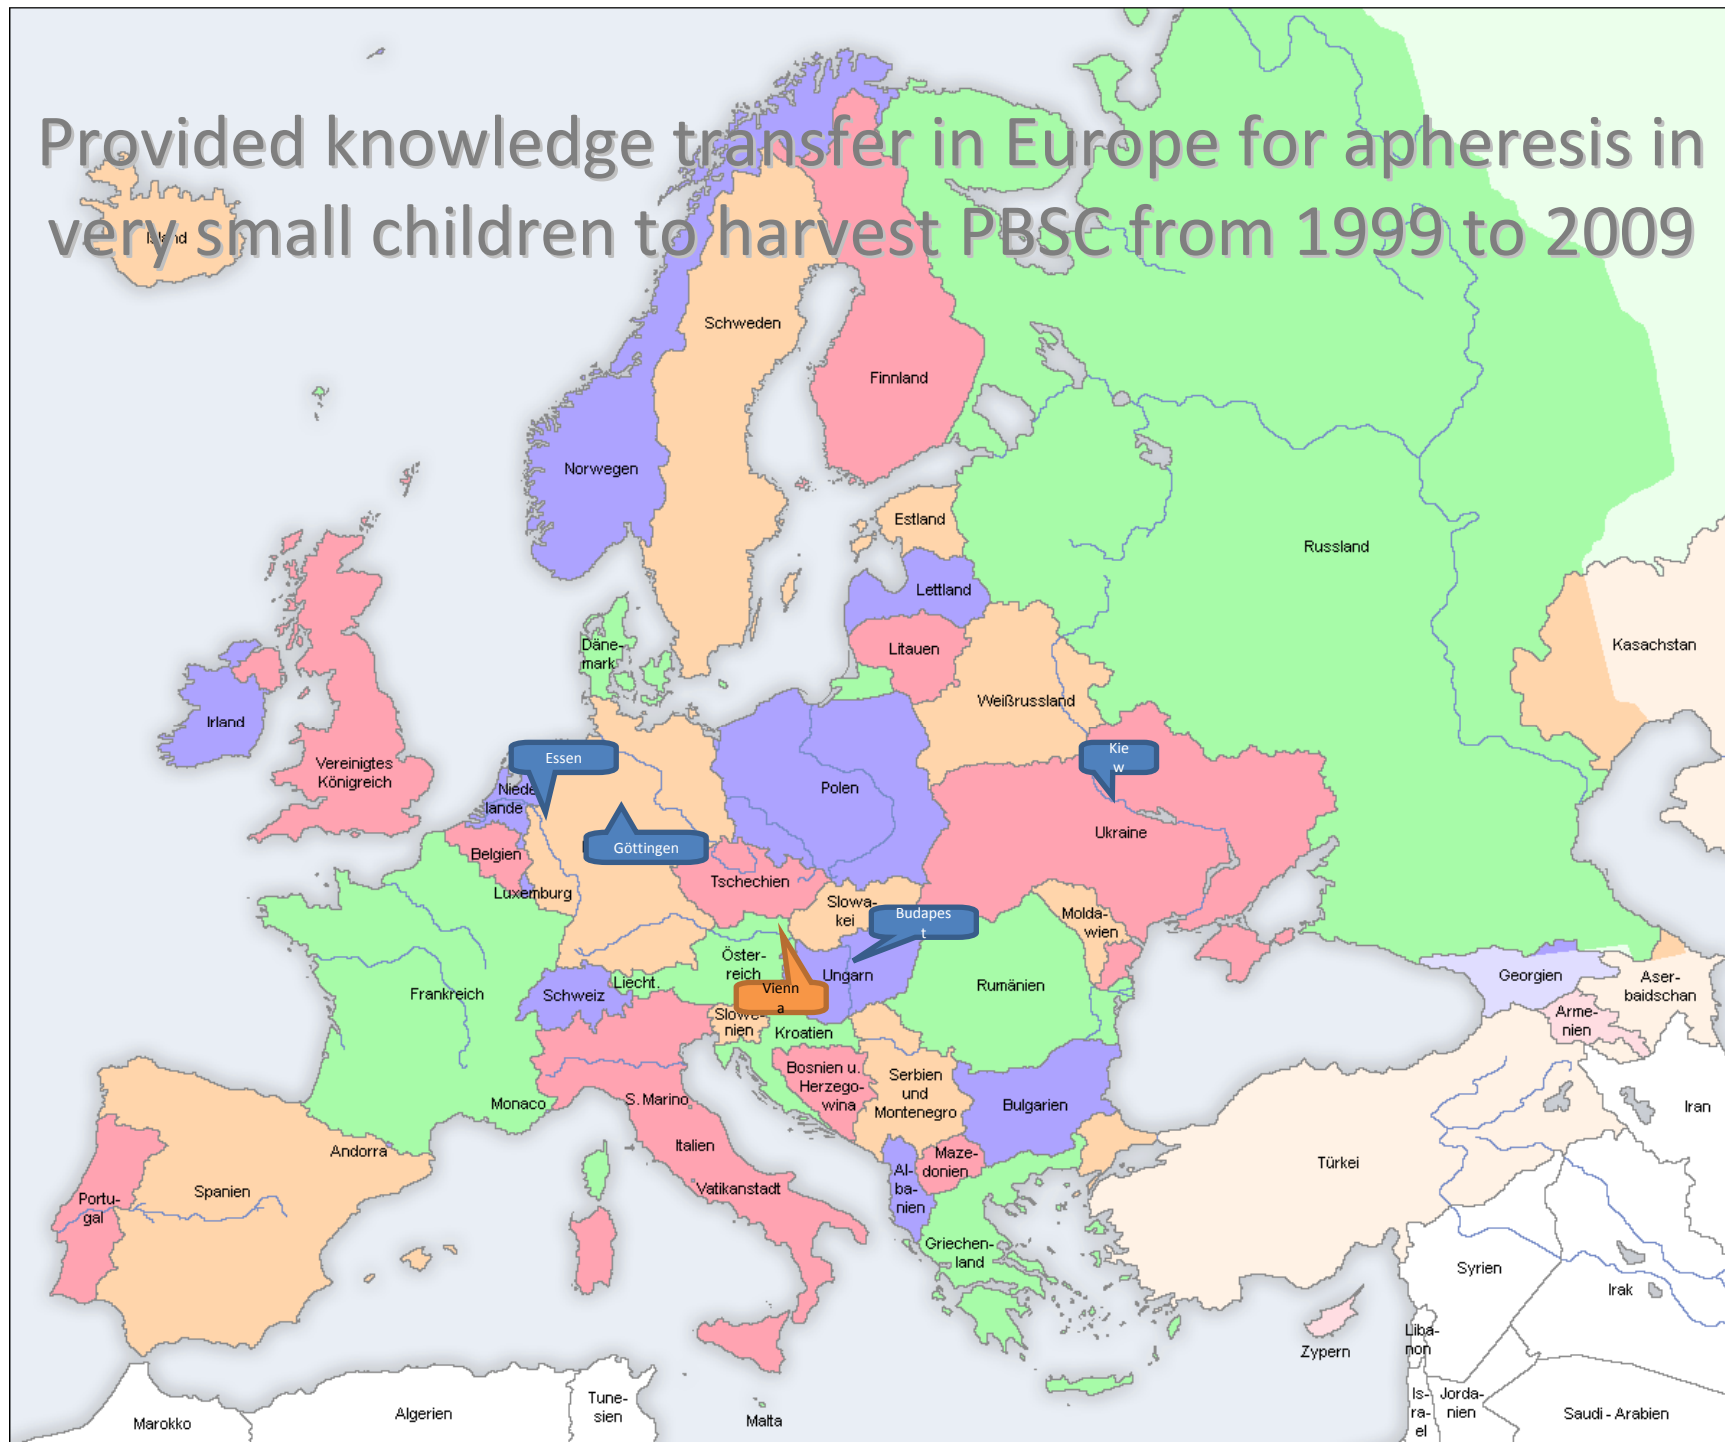 Provided knowledge transfer in Europe for apheresis in
very small children to harvest PBSC from 1999 to 2009
Island
Schweden
Finnland
Norwegen
Estland
Russland
Lettland
Däne-
mark
Litauen
Kasachstan
Weißrussland
Irland
Vereinigtes
Königreich
Essen
Kie
w
Niede
lande
Polen
Ukraine
Göttingen
Belgien
Tschechien
Luxemburg
Slowa-
kei
Budapes
t
Molda-
wien
Öster-
reich
Ungarn
Liecht.
Schweiz
Frankreich
Vienn
a
Rumänien
Georgien
Aser-
baidschan
Arme-
nien
Slowe-
nien
Kroatien
Bosnien u.
Herzego-
wina
Serbien
und
Montenegro
Monaco
S. Marino
Bulgarien
Iran
Italien
Andorra
Maze-
donien
Türkei
Al-
ba-
nien
Vatikanstadt
Spanien
Portu-
gal
Griechen-
land
Syrien
Irak
Liba-
non
Zypern
Is-
ra-
el
Jorda-
nien
Saudi - Arabien
Tune-
sien
Algerien
Marokko
Malta